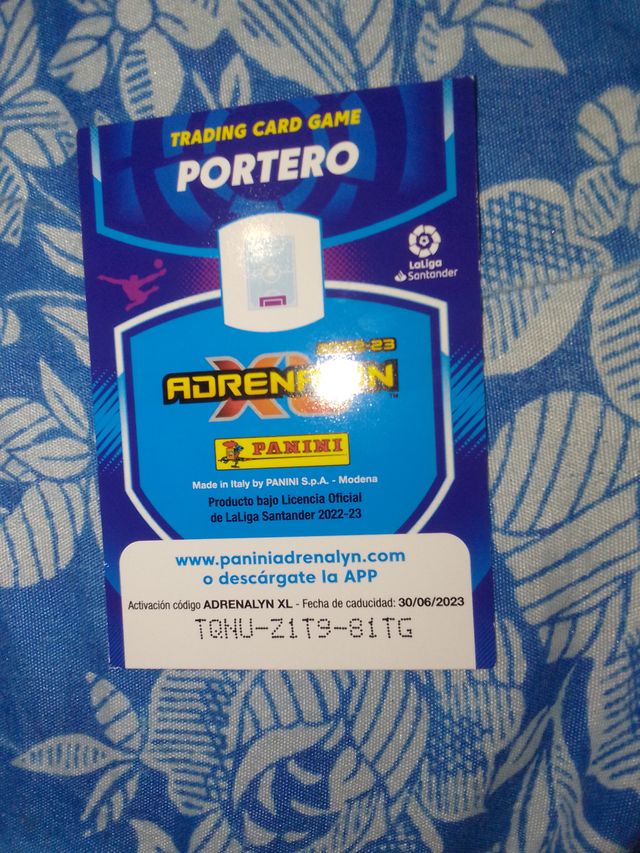 TRADING CARD GAME
PORTERO
LaLiga
Santander
ADRENALYN
XL
PANINI
Made in Italy by PANINI S.p.A. - Modena
Producto bajo Licencia Oficial
de LaLiga Santander 2022-23
www.paniniadrenalyn.com
o descárgate la APP
Activación código ADRENALYN XL - Fecha de caducidad: 30/06/2023
TQNU-Z1T9-81TG